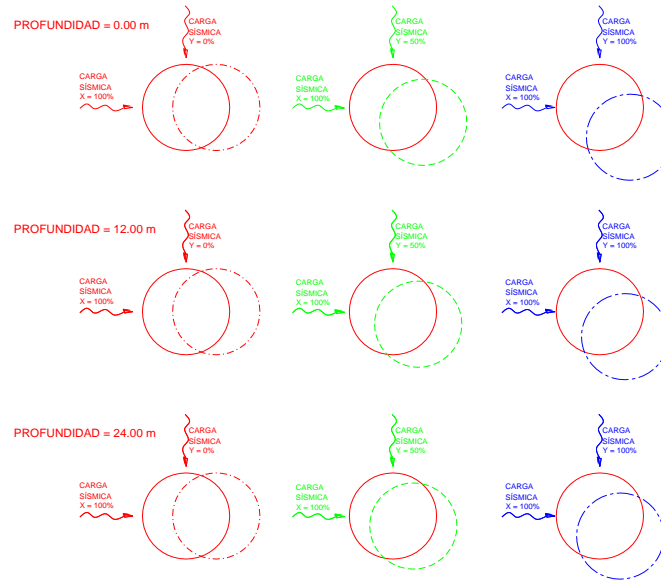 PROFUNDIDAD = 0.00 m
CARGA
SÍSMICA
Y = 0%
CARGA
SÍSMICA
X = 100%
CARGA
SÍSMICA
Y = 50%
CARGA
SÍSMICA
X = 100%
CARGA
SÍSMICA
Y = 100%
CARGA
SÍSMICA
X = 100%
PROFUNDIDAD = 12.00 m
CARGA
SÍSMICA
Y = 0%
CARGA
SÍSMICA
X = 100%
CARGA
SÍSMICA
Y = 50%
CARGA
SÍSMICA
X = 100%
CARGA
SÍSMICA
Y = 100%
CARGA
SÍSMICA
X = 100%
PROFUNDIDAD = 24.00 m
CARGA
SÍSMICA
Y = 0%
CARGA
SÍSMICA
X = 100%
CARGA
SÍSMICA
Y = 50%
CARGA
SÍSMICA
X = 100%
CARGA
SÍSMICA
Y = 100%
CARGA
SÍSMICA
X = 100%